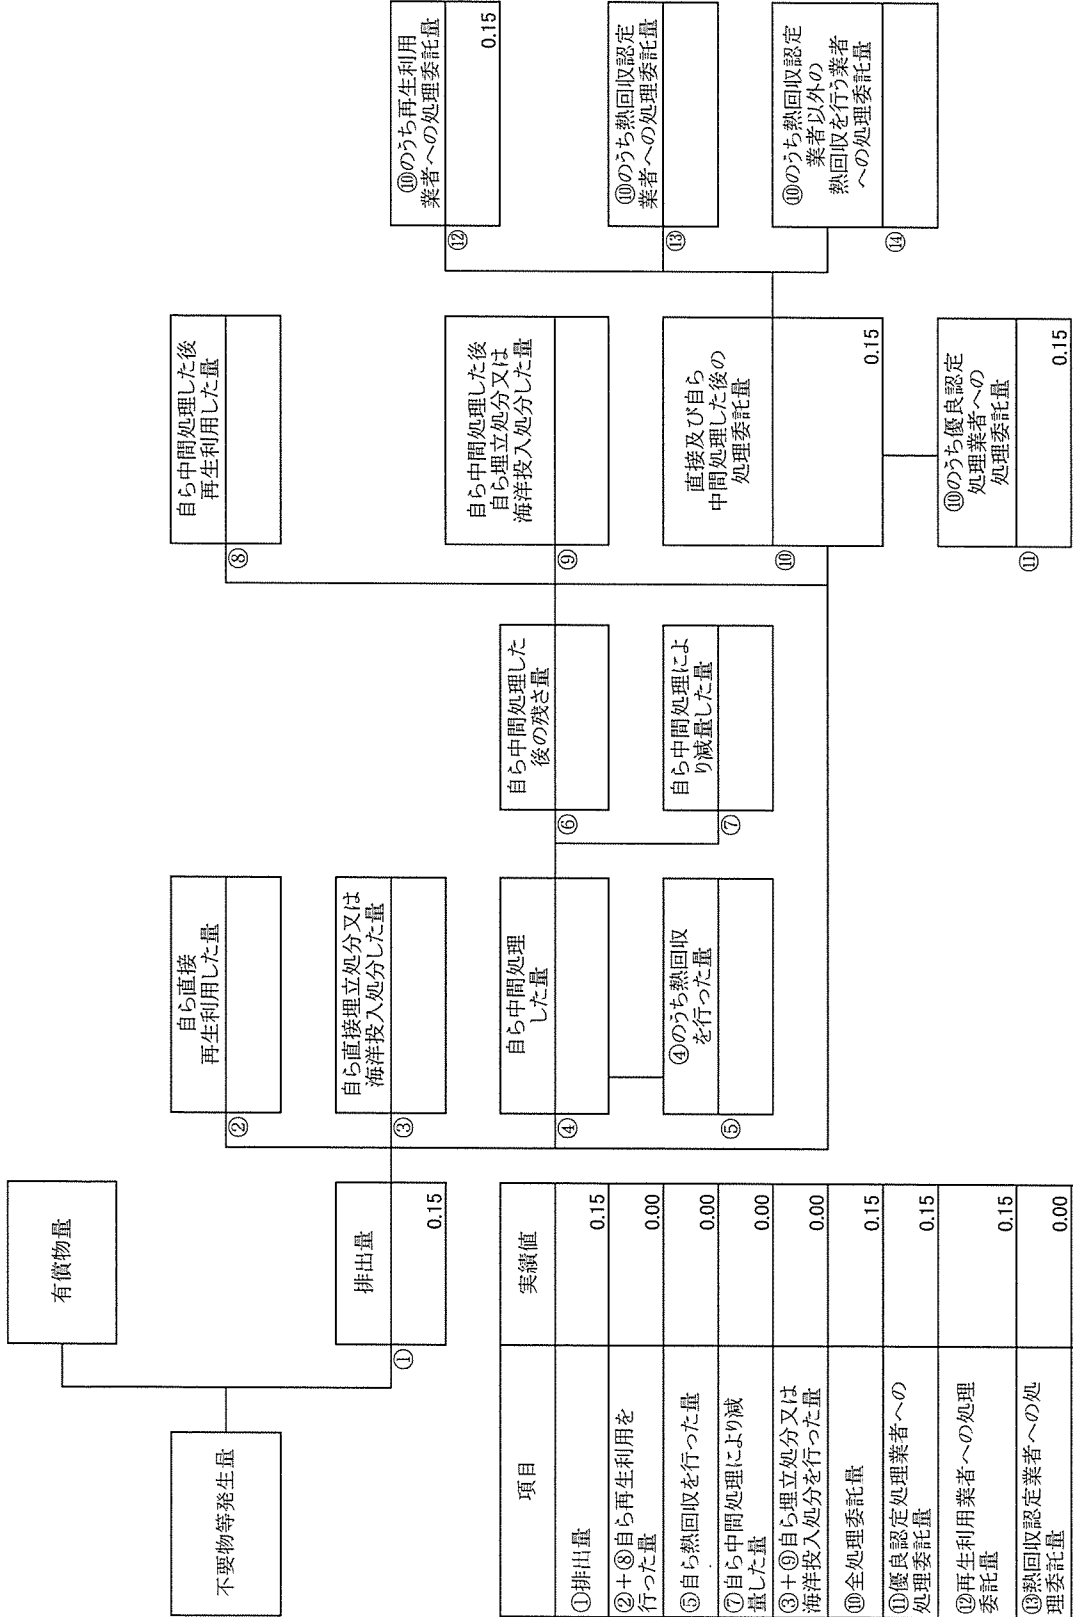 不要物等発生量
有償物量
①
排出量
0.15
②
自ら直接
再生利用した量
③
自ら直接埋立処分又は
海洋投入処分した量
④
自ら中間処理
した量
⑤
④のうち熱回収
を行った量
⑥
自ら中間処理した
後の残さ量
⑦
自ら中間処理によ
り減量した量
⑧
自ら中間処理した後
再生利用した量
⑨
自ら中間処理した後
自ら埋立処分又は
海洋投入処分した量
⑩
直接及び自ら
中間処理した後の
処理委託量
0.15
⑪
⑩のうち優良認定
処理業者への
処理委託量
0.15
⑫
⑩のうち再生利用
業者への処理委託量
0.15
⑬
⑩のうち熱回収認定
業者への処理委託量
⑭
⑩のうち熱回収認定
業者以外の
熱回収を行う業者
への処理委託量
項目 実績値
①排出量 0.15
②+⑧自ら再生利用を
行った量 0.00
⑤自ら熱回収を行った量 0.00
⑦自ら中間処理により減
量した量 0.00
③+⑨自ら埋立処分又は
海洋投入処分を行った量 0.00
⑩全処理委託量 0.15
⑪優良認定処理業者への
処理委託量 0.15
⑫再生利用業者への処理
委託量 0.15
⑬熱回収認定業者への処
理委託量 0.00